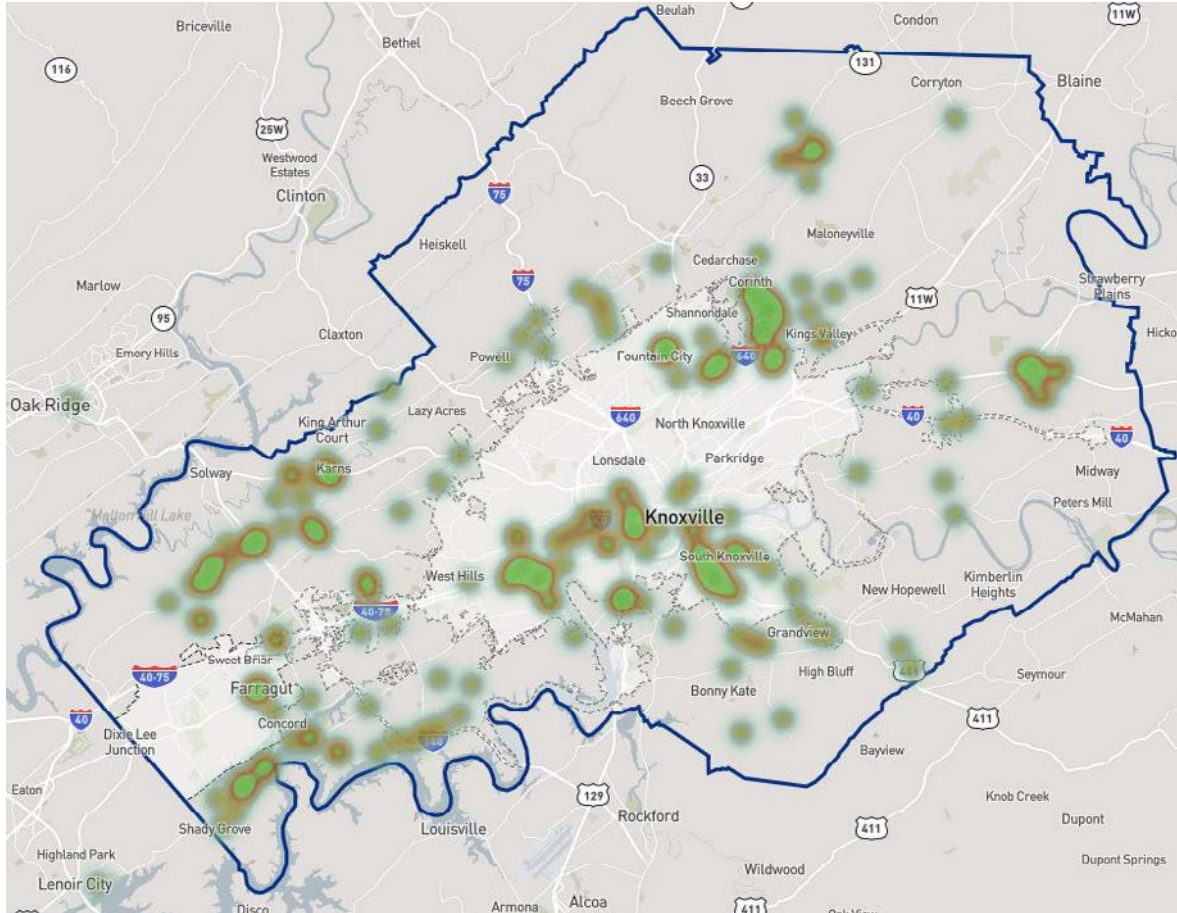 Beulah
Condon
11W
Briceville
Bethel
116
131
Corryton
Blaine
Beech Grove
25W
Westwood
Estates
Clinton
33
75
Heiskell
Maloneyville
Cedarchase
Marlow
75
Corinth
Strawberry
Plains
11W
95
Shannondale
Claxton
Kings Valley
Hicko
Emory Hills
Powell
Fountain City
640
Oak Ridge
Lazy Acres
640
40
King Arthur
Court
North Knoxville
40
Solway
Karns
Lonsdale
Parkridge
Midway
Peters Mill
Melton Hill Lake
Knoxville
West Hills
South Knoxville
Kimberlin
Heights
New Hopewell
40-75
McMahan
Grandview
Sweet Briar
40-75
High Bluff
441
Seymour
Farragut
Bonny Kate
40
Concord
411
Dixie Lee
Junction
140
Bayview
Eaton
129
Knob Creek
Rockford
Shady Grove
Louisville
411
Dupont
Highland Park
Dupont Springs
Lenoir City
Wildwood
Disco
Armona
Alcoa
411
Oak View